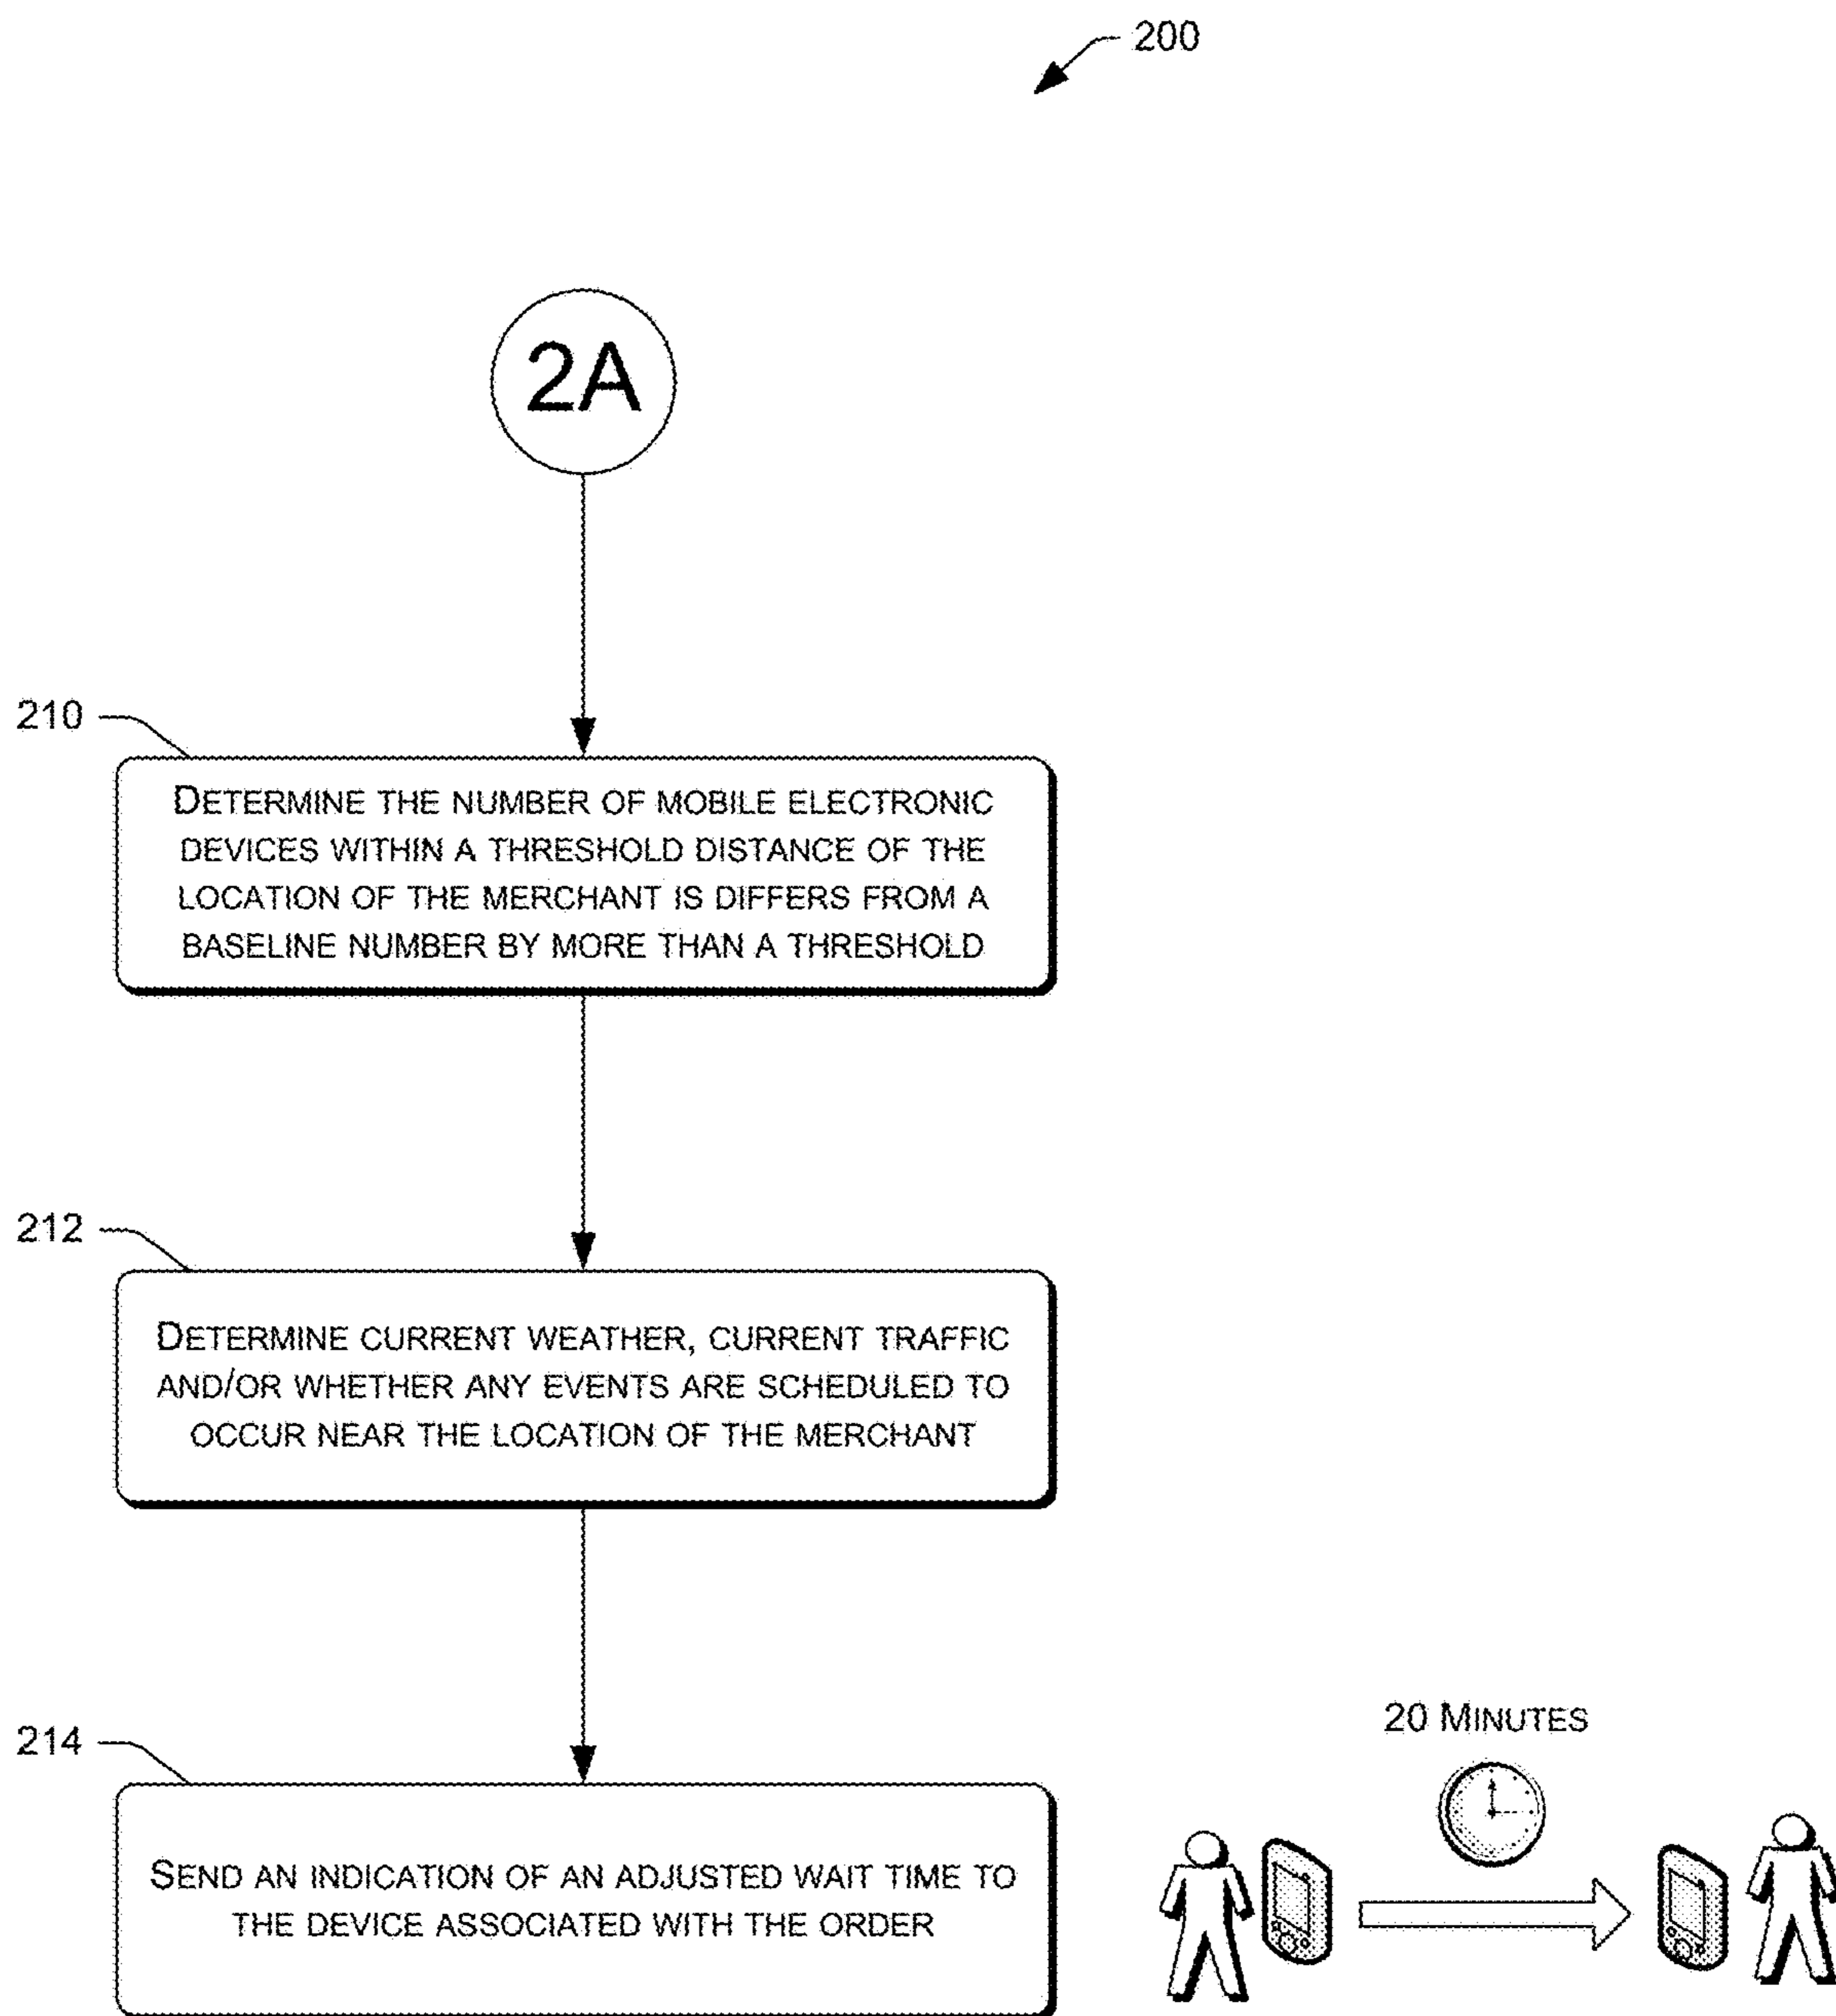 200
2A
210
DETERMINE THE NUMBER OF MOBILE ELECTRONIC
DEVICES WITHIN A THRESHOLD DISTANCE OF THE
LOCATION OF THE MERCHANT IS DIFFERS FROM A
BASELINE NUMBER BY MORE THAN A THRESHOLD
212
DETERMINE CURRENT WEATHER, CURRENT TRAFFIC
AND/OR WHETHER ANY EVENTS ARE SCHEDULED TO
OCCUR NEAR THE LOCATION OF THE MERCHANT
214
SEND AN INDICATION OF AN ADJUSTED WAIT TIME TO
THE DEVICE ASSOCIATED WITH THE ORDER
20 MINUTES